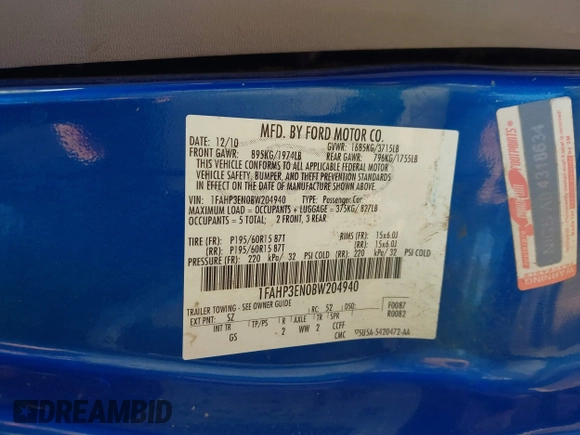 MFD. BY FORD MOTOR CO.
12/10 GVWR: 1685KG/3715LB
FRONT GAWR: 895KG/1974LB REAR GAWR: 796KG/1755LB
THIS VEHICLE CONFORMS TO ALL APPLICABLE FEDERAL MOTOR
VEHICLE SAFETY, BUMPER, AND THEFT PREVENTION STANDARDS
IN EFFECT ON THE DATE OF MANUFACTURE SHOWN ABOVE.
VIN: 1FAHP3EN0BW204940 TYPE: Passenger Car
MAXIMUM LOAD = OCCUPANTS + LUGGAGE = 375KG/ 827LB
OCCUPANTS = 5 TOTAL: 2 FRONT, 3 REAR
TIRE (FR): P195/60R15 87T RIMS (FR): 15x6.0J
TIRE (RR): P195/60R15 87T (RR): 15x6.0J
PRESSURE (FR): 220 kPa/ 32 PSI COLD (RR): 220 kPa/ 32 PSI COLD
1FAHP3EN0BW204940
TRAILER TOWING - SEE OWNER GUIDE RC: 52 DSO: F0087
EXT PNT: SZ R0082
INT TR TP/PS R AXLE TR SPR
GS 2 2 CCFF
CMC 5U5A-5420472-AA
4318634
DREAMBID